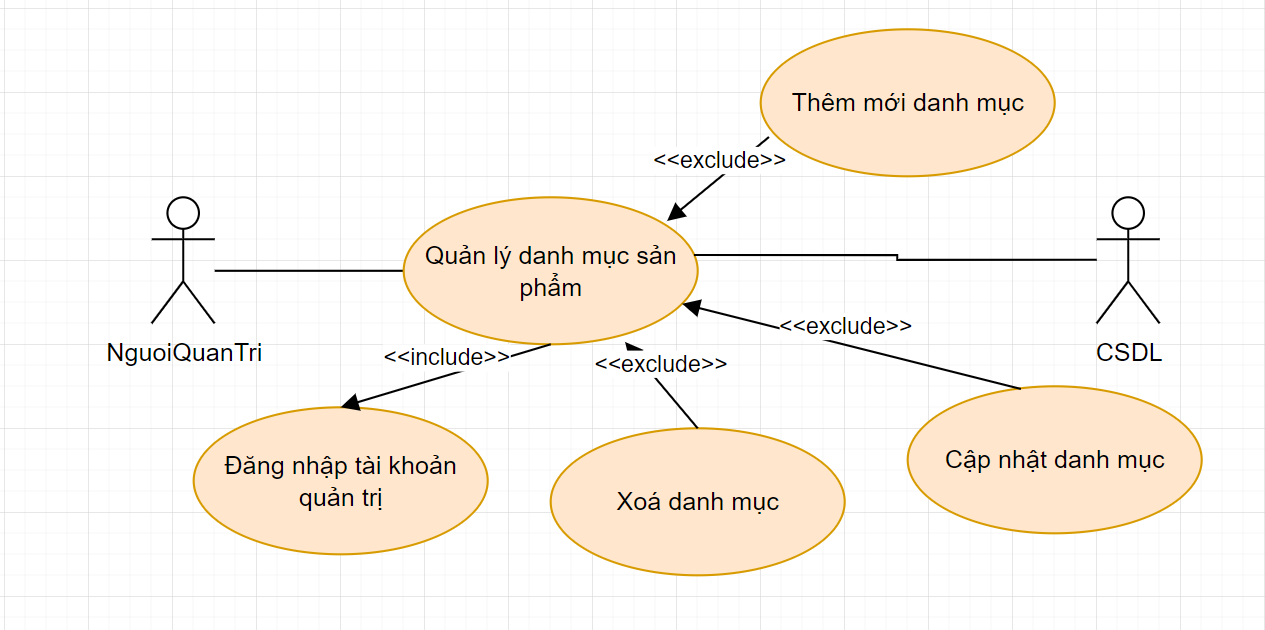 Thêm mới danh mục
<<exclude>>
Quản lý danh mục sản
phẩm
<<exclude>>
NguoiQuanTri
CSDL
<<include>>
<<exclude>>
Đăng nhập tài khoản
quản trị
Xoá danh mục
Cập nhật danh mục